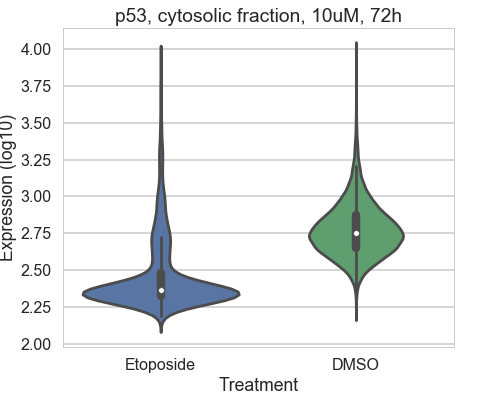 p53, cytosolic fraction, 10uM, 72h
Expression (log10)
4.00
3.75
3.50
3.25
3.00
2.75
2.50
2.25
2.00
Etoposide
DMSO
Treatment